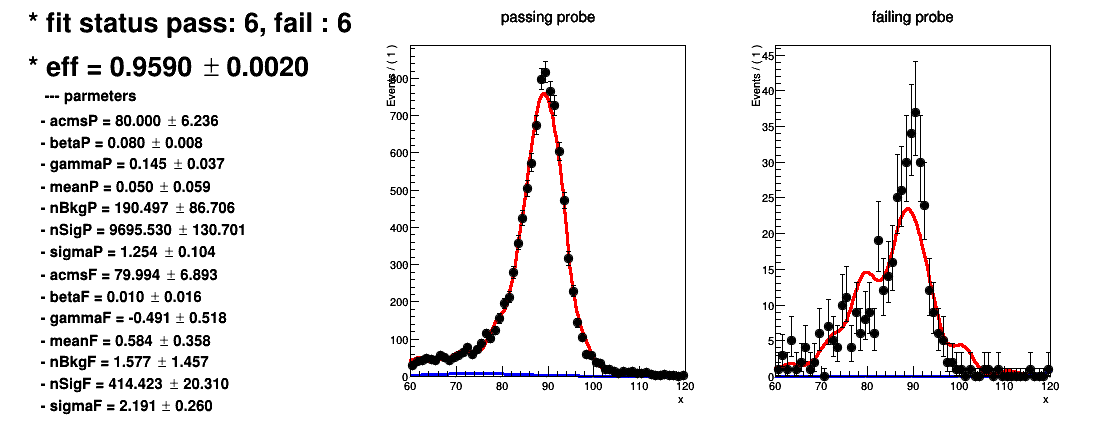 * fit status pass: 6, fail : 6
* eff = 0.9590 ± 0.0020
--- parmeters
- acmsP = 80.000 ± 6.236
- betaP = 0.080 ± 0.008
- gammaP = 0.145 ± 0.037
- meanP = 0.050 ± 0.059
- nBkgP = 190.497 ± 86.706
- nSigP = 9695.530 ± 130.701
- sigmaP = 1.254 ± 0.104
- acmsF = 79.994 ± 6.893
- betaF = 0.010 ± 0.016
- gammaF = -0.491 ± 0.518
- meanF = 0.584 ± 0.358
- nBkgF = 1.577 ± 1.457
- nSigF = 414.423 ± 20.310
- sigmaF = 2.191 ± 0.260
passing probe
Events / ( 1 )
800
700
600
500
400
300
200
100
0
60 70 80 90 100 110 120
x
failing probe
Events / ( 1 )
45
40
35
30
25
20
15
10
5
0
60 70 80 90 100 110 120
x